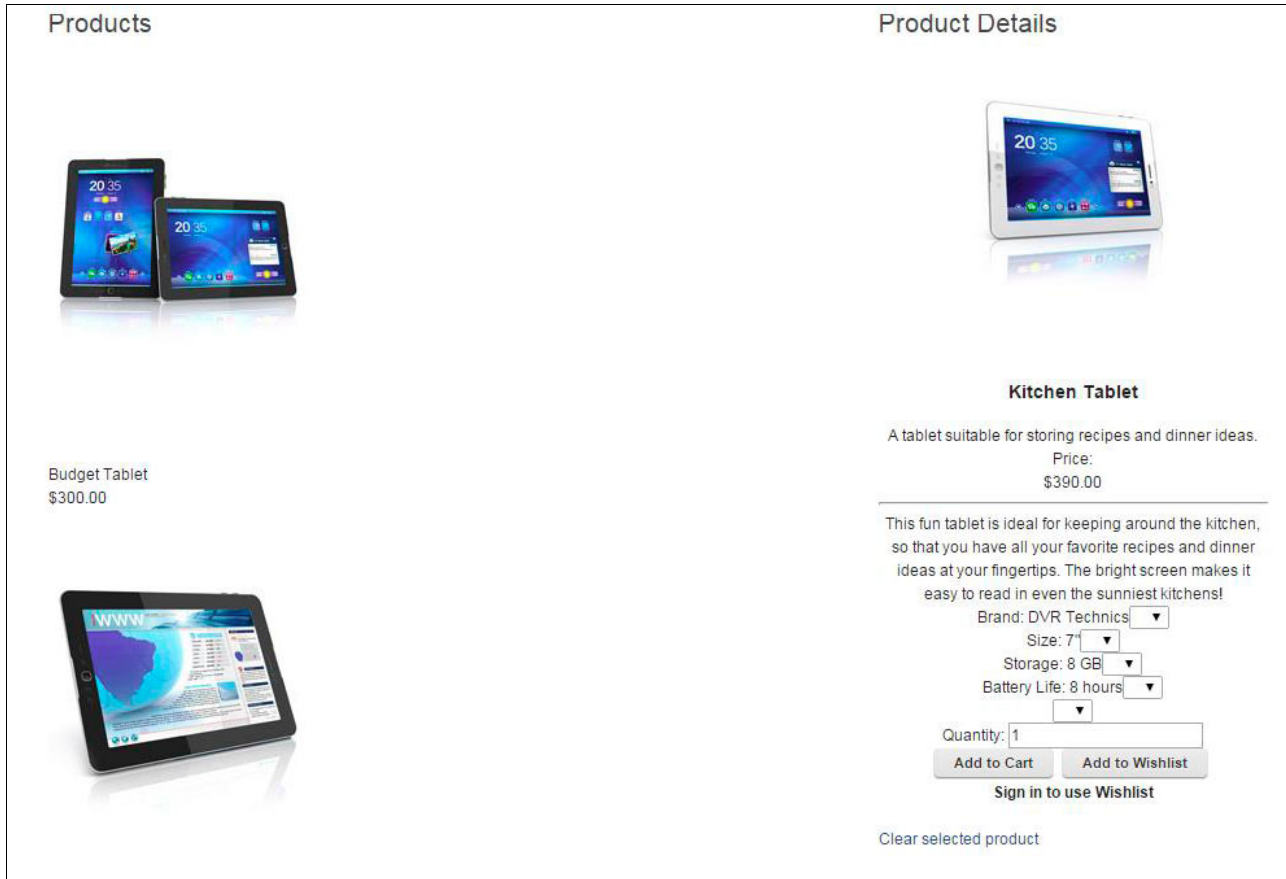 Products
20 35
20 35
Budget Tablet
$300.00
WWW
Product Details
20 35
Kitchen Tablet
A tablet suitable for storing recipes and dinner ideas.
Price:
$390.00
This fun tablet is ideal for keeping around the kitchen,
so that you have all your favorite recipes and dinner
ideas at your fingertips. The bright screen makes it
easy to read in even the sunniest kitchens!
Brand: DVR Technics
Size: 7"
Storage: 8 GB
Battery Life: 8 hours
Quantity: 1
Add to Cart Add to Wishlist
Sign in to use Wishlist
Clear selected product